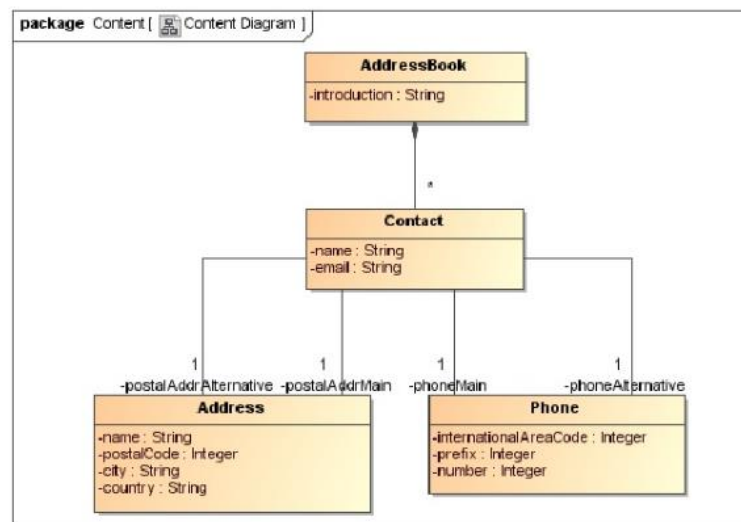 package Content [ Content Diagram ]
AddressBook
-introduction : String
*
Contact
-name : String
-email : String
1 1 1 1
-postalAddrAlternative -postalAddrMain -phoneMain -phoneAlternative
Address
-name : String
-postalCode : Integer
-city : String
-country : String
Phone
-internationalAreaCode : Integer
-prefix : Integer
-number : Integer